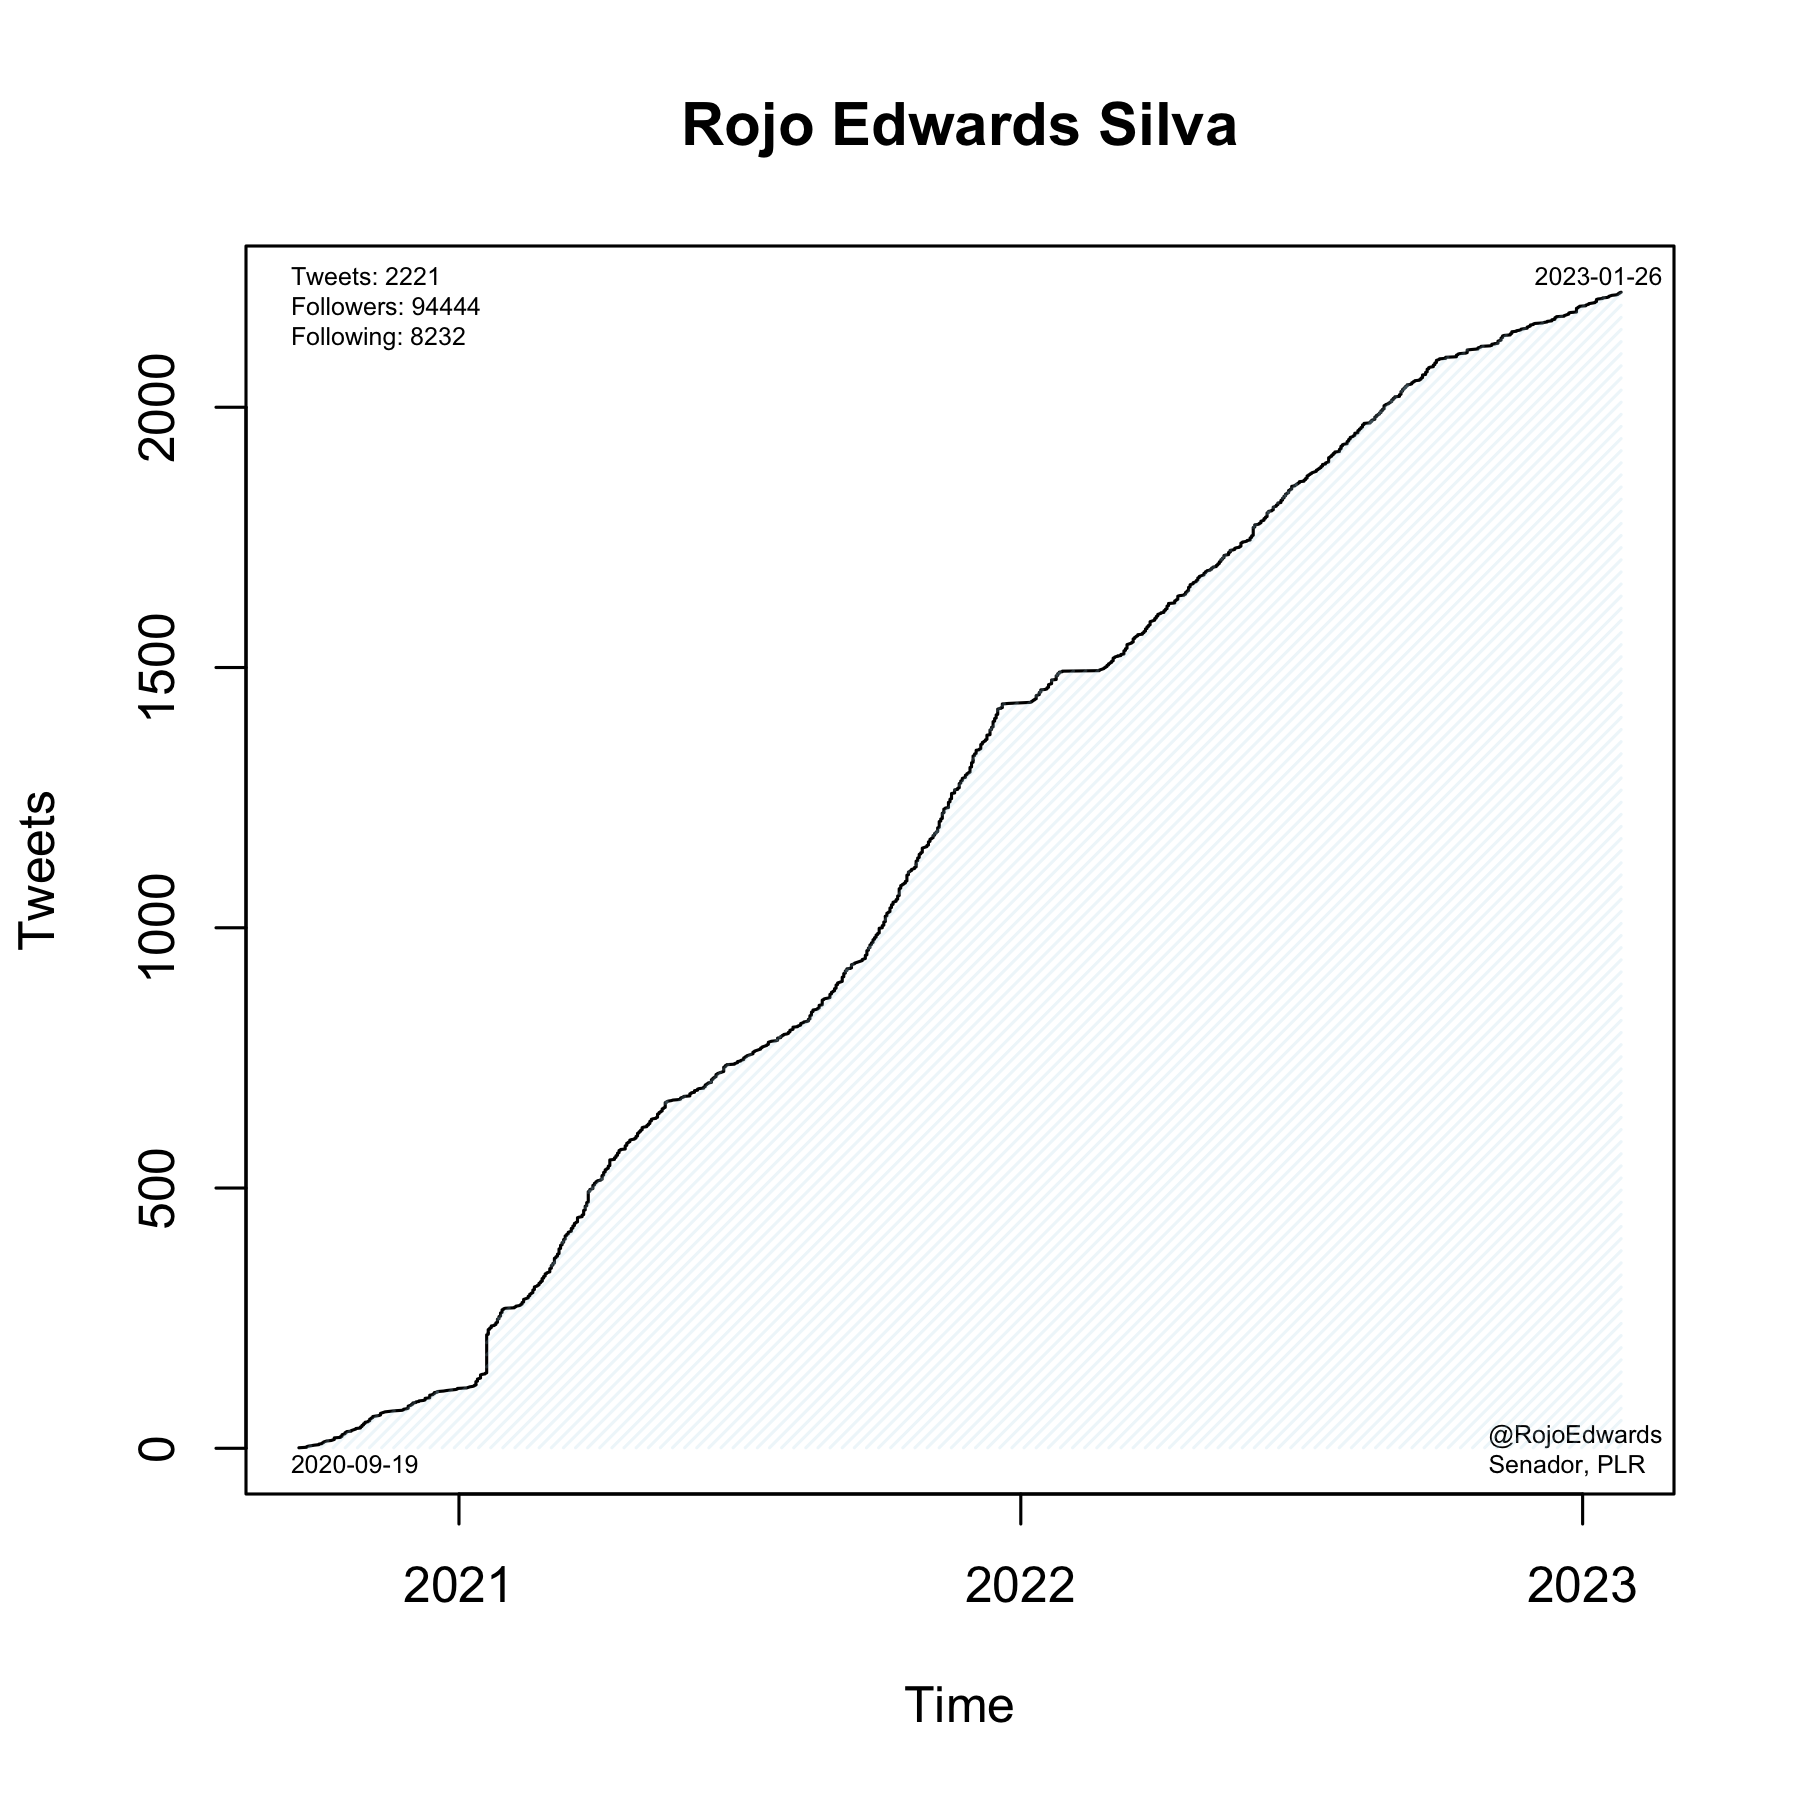 Rojo Edwards Silva
Tweets: 2221
Followers: 94444
Following: 8232
2023-01-26
2000
1500
1000
500
0
Tweets
2020-09-19
@RojoEdwards
Senador, PLR
2021
2022
2023
Time